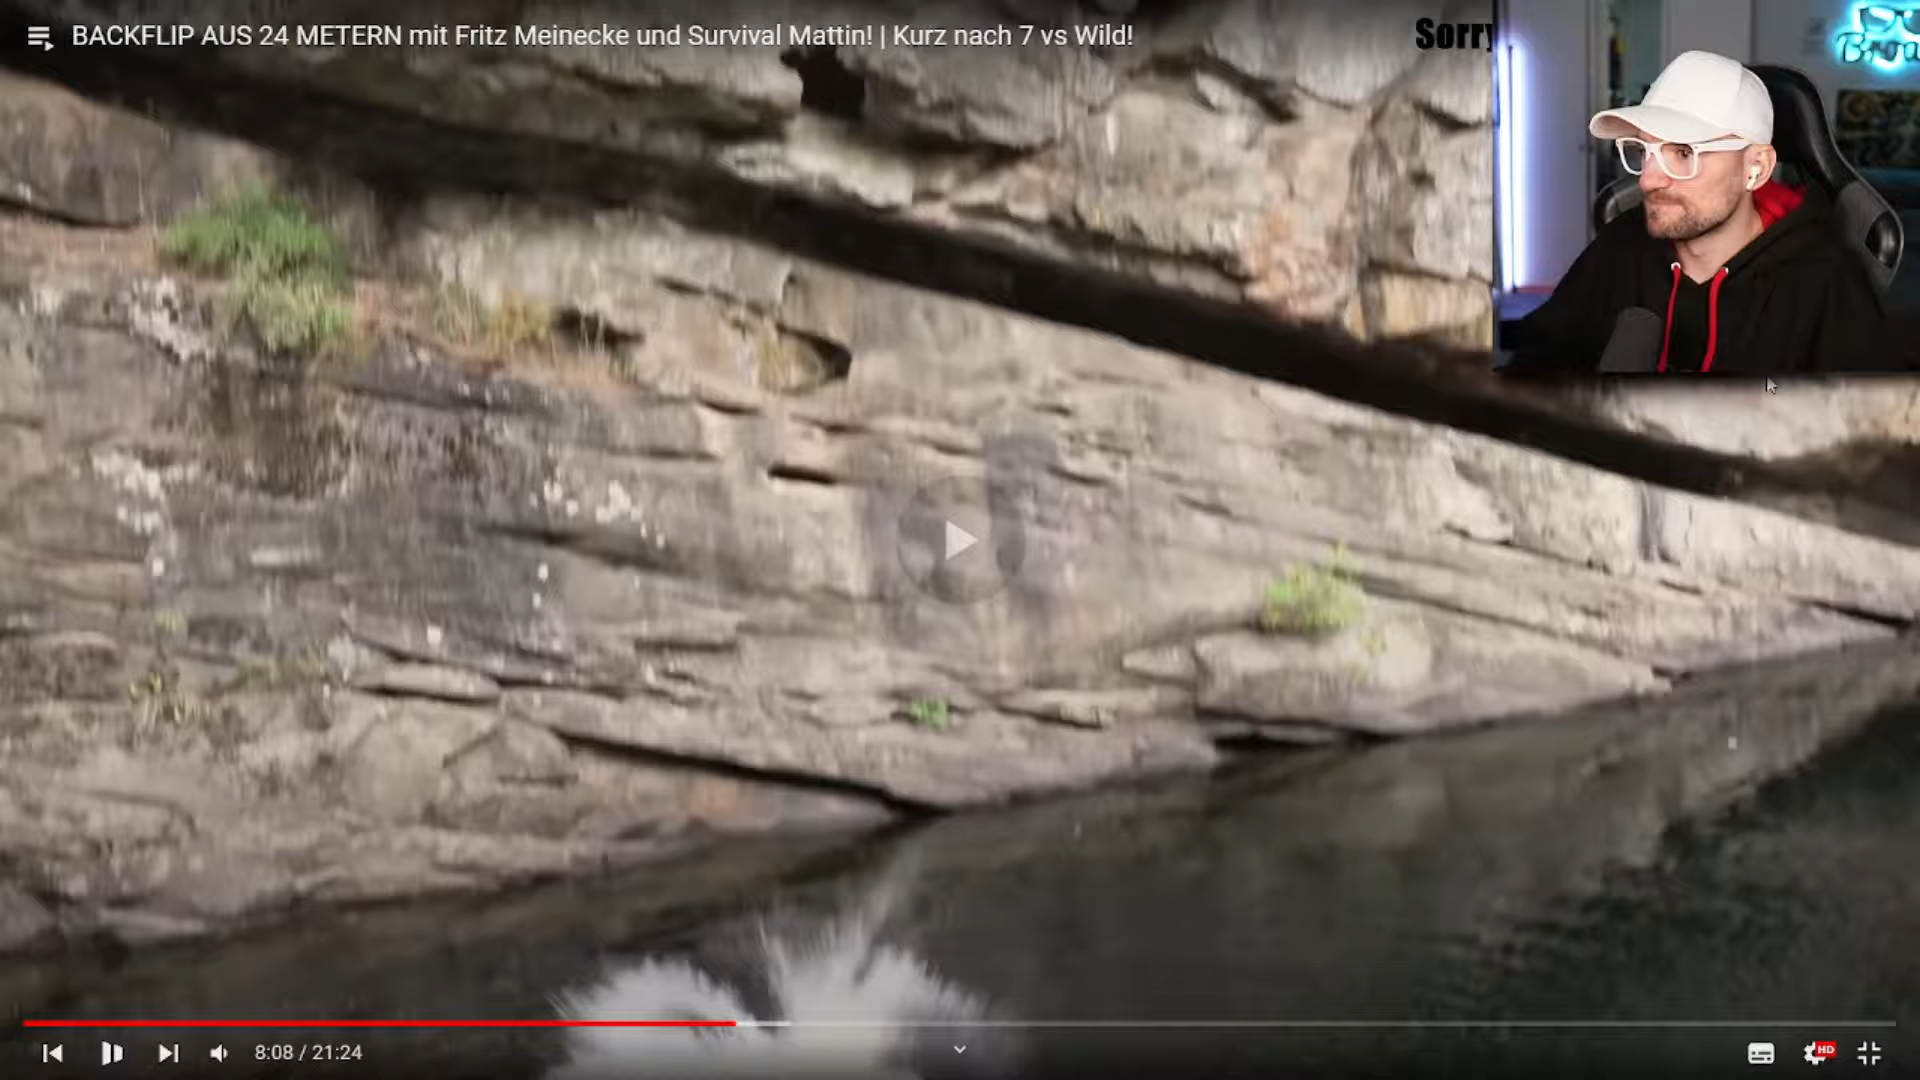 BACKFLIP AUS 24 METERN mit Fritz Meinecke und Survival Mattin! | Kurz nach 7 vs Wild!
Sorry
8:08 / 21:24
HD